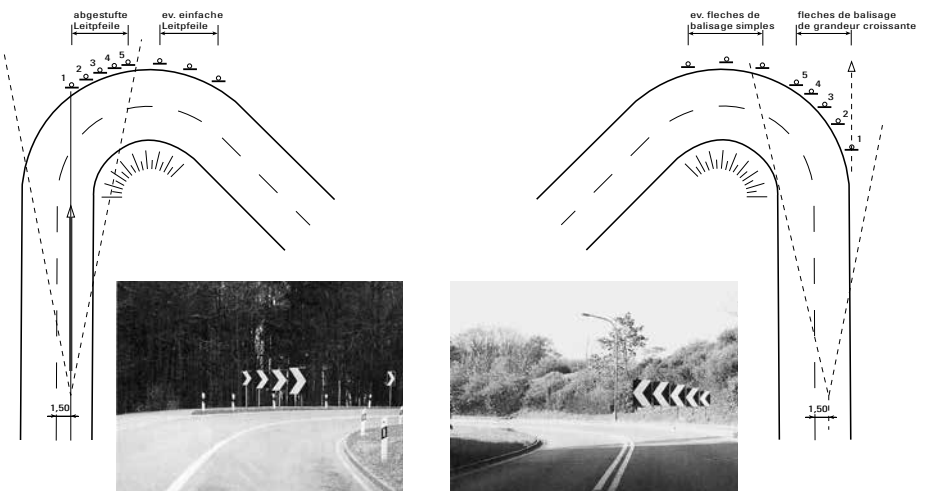 abgestufte
Leitpfeile
ev. einfache
Leitpfeile
1
2
3
4
5
1,50
ev. fleches de
balisage simples
fleches de balisage
de grandeur croissante
5
4
3
2
1
1,50